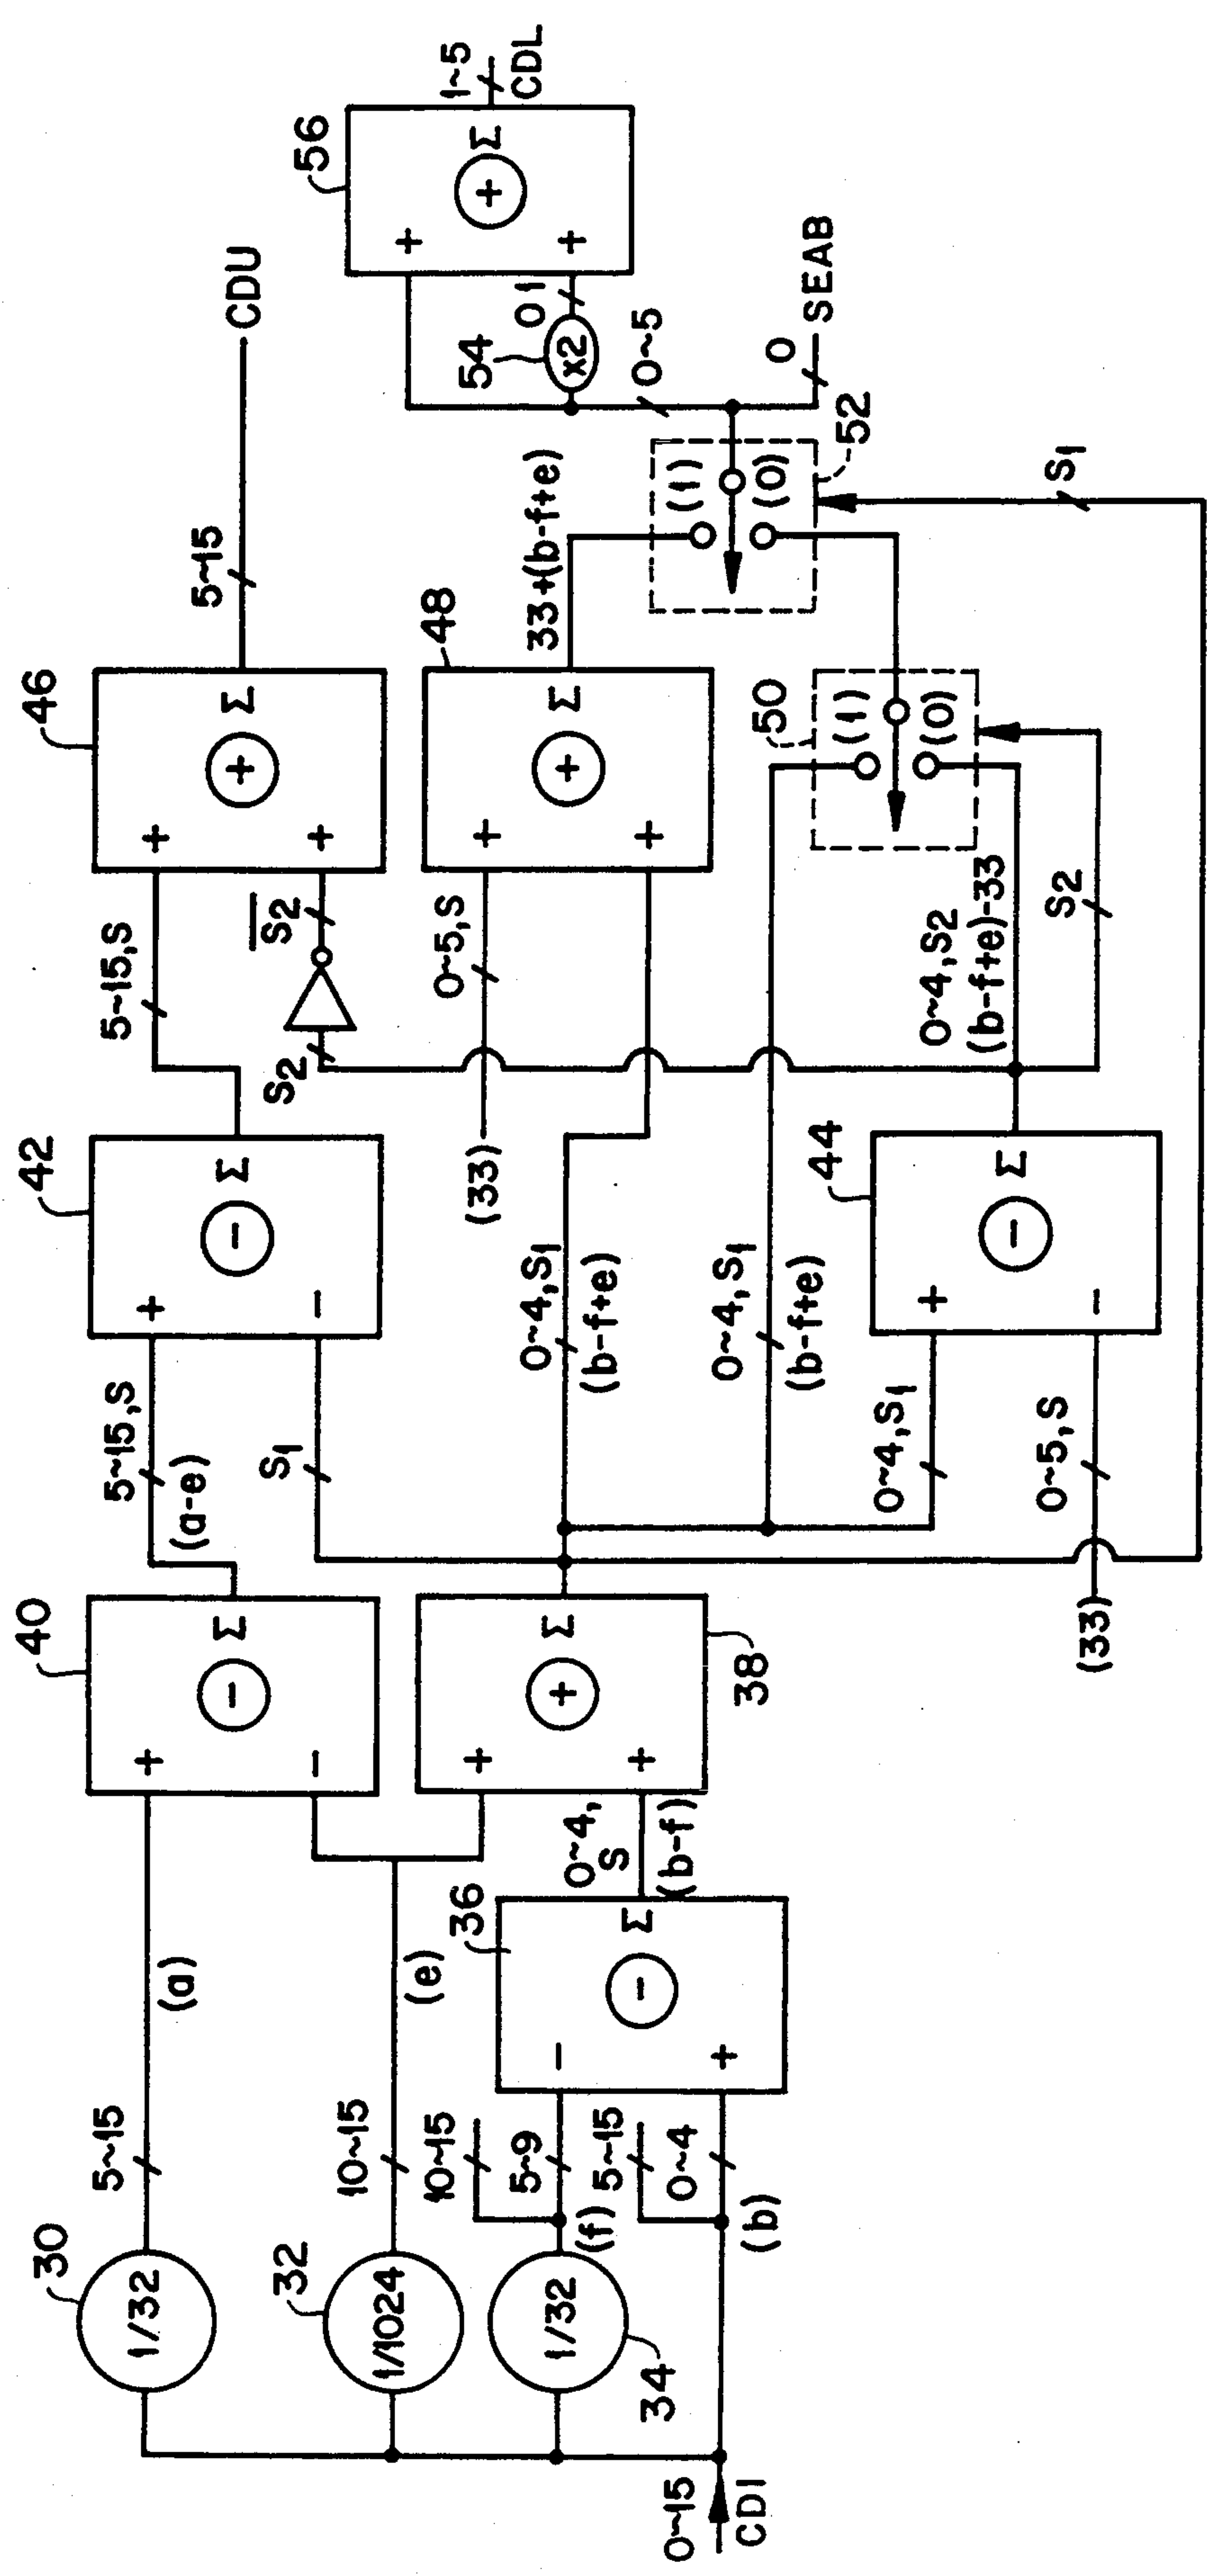 0~15
CDI
30
1/32
5~15
(a)
32
1/1024
10~15
(e)
34
1/32
(f)
10~15
5~9
5~15
0~4
(b)
36
−
+
−
Σ
0~4,
S
(b-f)
40
+
−
−
Σ
5~15,S
(a-e)
38
+
+
+
Σ
S1
0~4,S1
(b-f+e)
0~4,S1
(b-f+e)
0~4,S1
0~5,S
(33)
42
+
−
−
Σ
5~15,S
S2
S2
(33)
0~5,S
44
+
−
−
Σ
0~4,S2
(b-f+e)-33
S2
46
+
+
+
Σ
5~15
CDU
48
+
+
+
Σ
33+(b-f+e)
50
(1)
(0)
52
(1)
(0)
S1
0~5
0
SEAB
54
x2
01
56
+
+
+
Σ
1~5
CDL